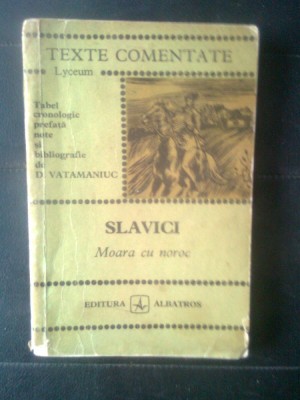 TEXTE COMENTATE
Lyceum
Tabel
cronologic
prefață
note
și
bibliografie
de
D. VATAMANIUC
SLAVICI
Moara cu noroc
EDITURA ALBATROS